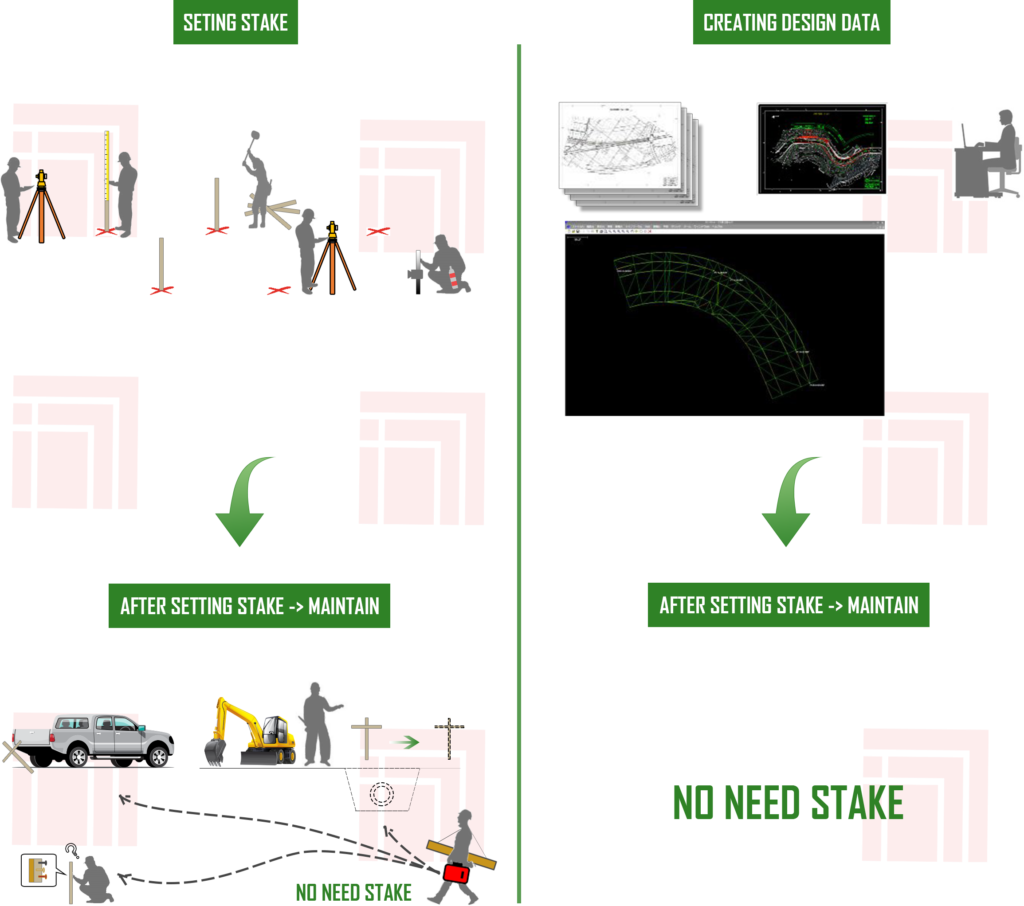 SETING STAKE
AFTER SETTING STAKE -> MAINTAIN
NO NEED STAKE
CREATING DESIGN DATA
AFTER SETTING STAKE -> MAINTAIN
NO NEED STAKE